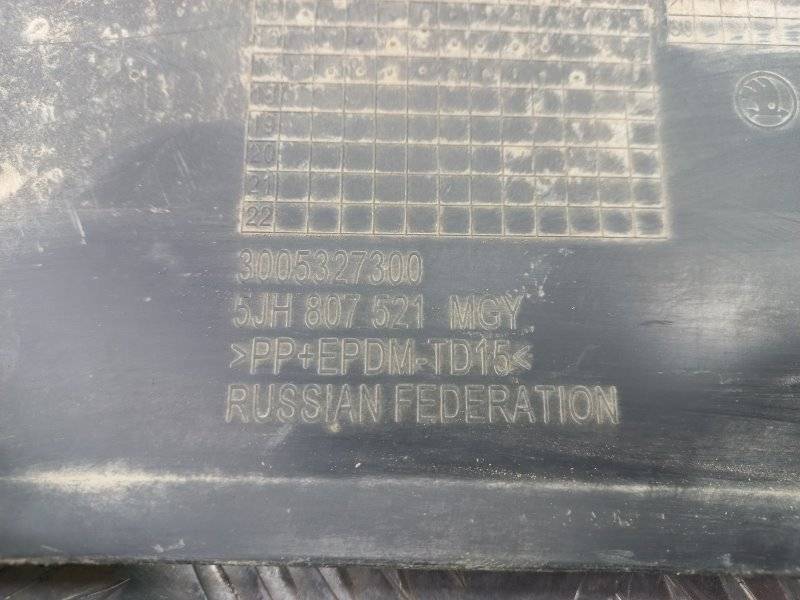 19
20
21
22
3005327300
5JH 807 521 MGY
>PP+EPDM-TD15<
RUSSIAN FEDERATION